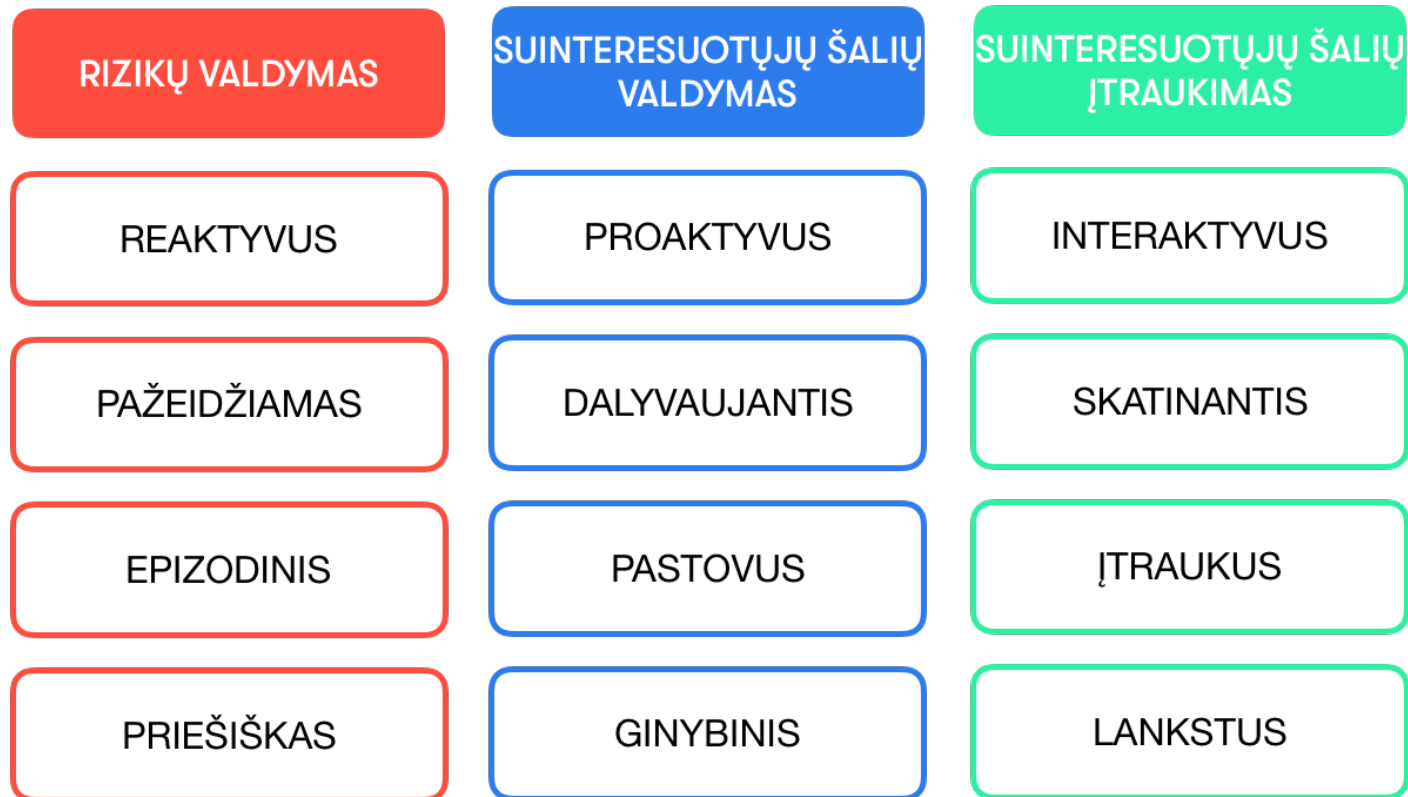 RIZIKŲ VALDYMAS
SUINTERESUOTŲJŲ ŠALIŲ
VALDYMAS
SUINTERESUOTŲJŲ ŠALIŲ
ĮTRAUKIMAS
REAKTYVUS
PROAKTYVUS
INTERAKTYVUS
PAŽEIDŽIAMAS
DALYVAUJANTIS
SKATINANTIS
EPIZODINIS
PASTOVUS
ĮTRAUKUS
PRIEŠIŠKAS
GINYBINIS
LANKSTUS